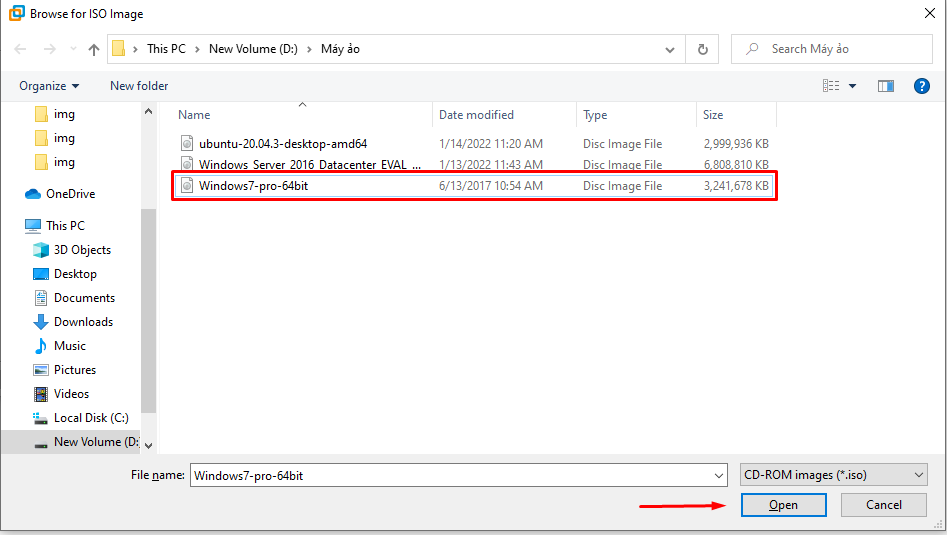 Browse for ISO Image
This PC > New Volume (D:) > Máy ảo
Search Máy ảo
Organize New folder
Name Date modified Type Size
ubuntu-20.04.3-desktop-amd64 1/14/2022 11:20 AM Disc Image File 2,999,936 KB
Windows_Server_2016_Datacenter_EVAL_... 1/13/2022 11:43 AM Disc Image File 6,808,810 KB
Windows7-pro-64bit 6/13/2017 10:54 AM Disc Image File 3,241,678 KB
img
img
img
OneDrive
This PC
3D Objects
Desktop
Documents
Downloads
Music
Pictures
Videos
Local Disk (C:)
New Volume (D:
File name: Windows7-pro-64bit CD-ROM images (*.iso)
Open Cancel